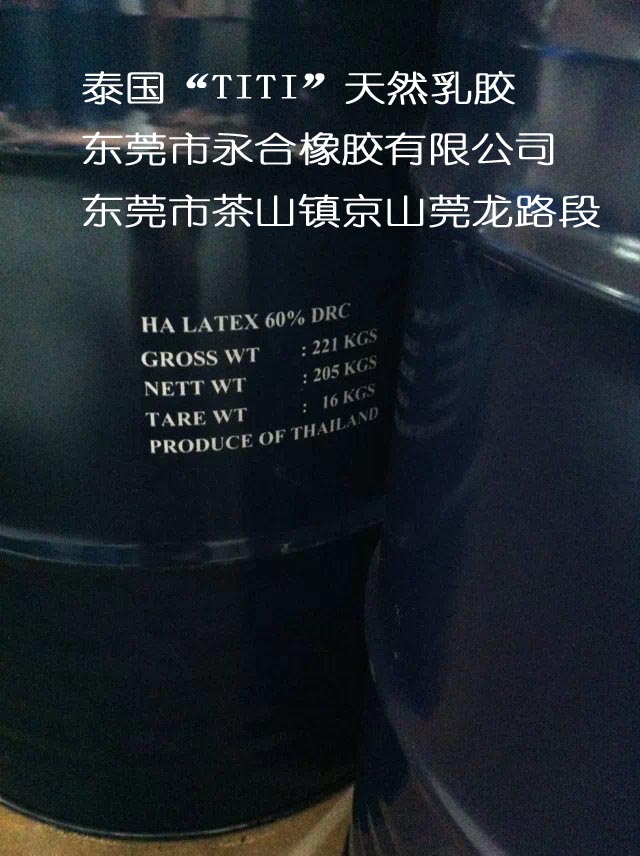 泰国“TITI”天然乳胶
东莞市永合橡胶有限公司
东莞市茶山镇京山莞龙路段
HA LATEX 60% DRC
GROSS WT : 221 KGS
NETT WT : 205 KGS
TARE WT : 16 KGS
PRODUCE OF THAILAND